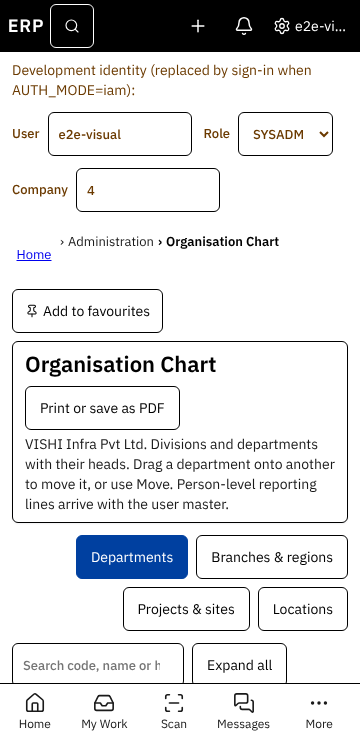 ERP e2e-vi...
Development identity (replaced by sign-in when
AUTH_MODE=iam):
User e2e-visual Role SYSADM
Company 4
Home › Administration › Organisation Chart
Add to favourites
Organisation Chart
Print or save as PDF
VISHI Infra Pvt Ltd. Divisions and departments
with their heads. Drag a department onto another
to move it, or use Move. Person-level reporting
lines arrive with the user master.
Departments Branches & regions
Projects & sites Locations
Search code, name or h Expand all
Home My Work Scan Messages More